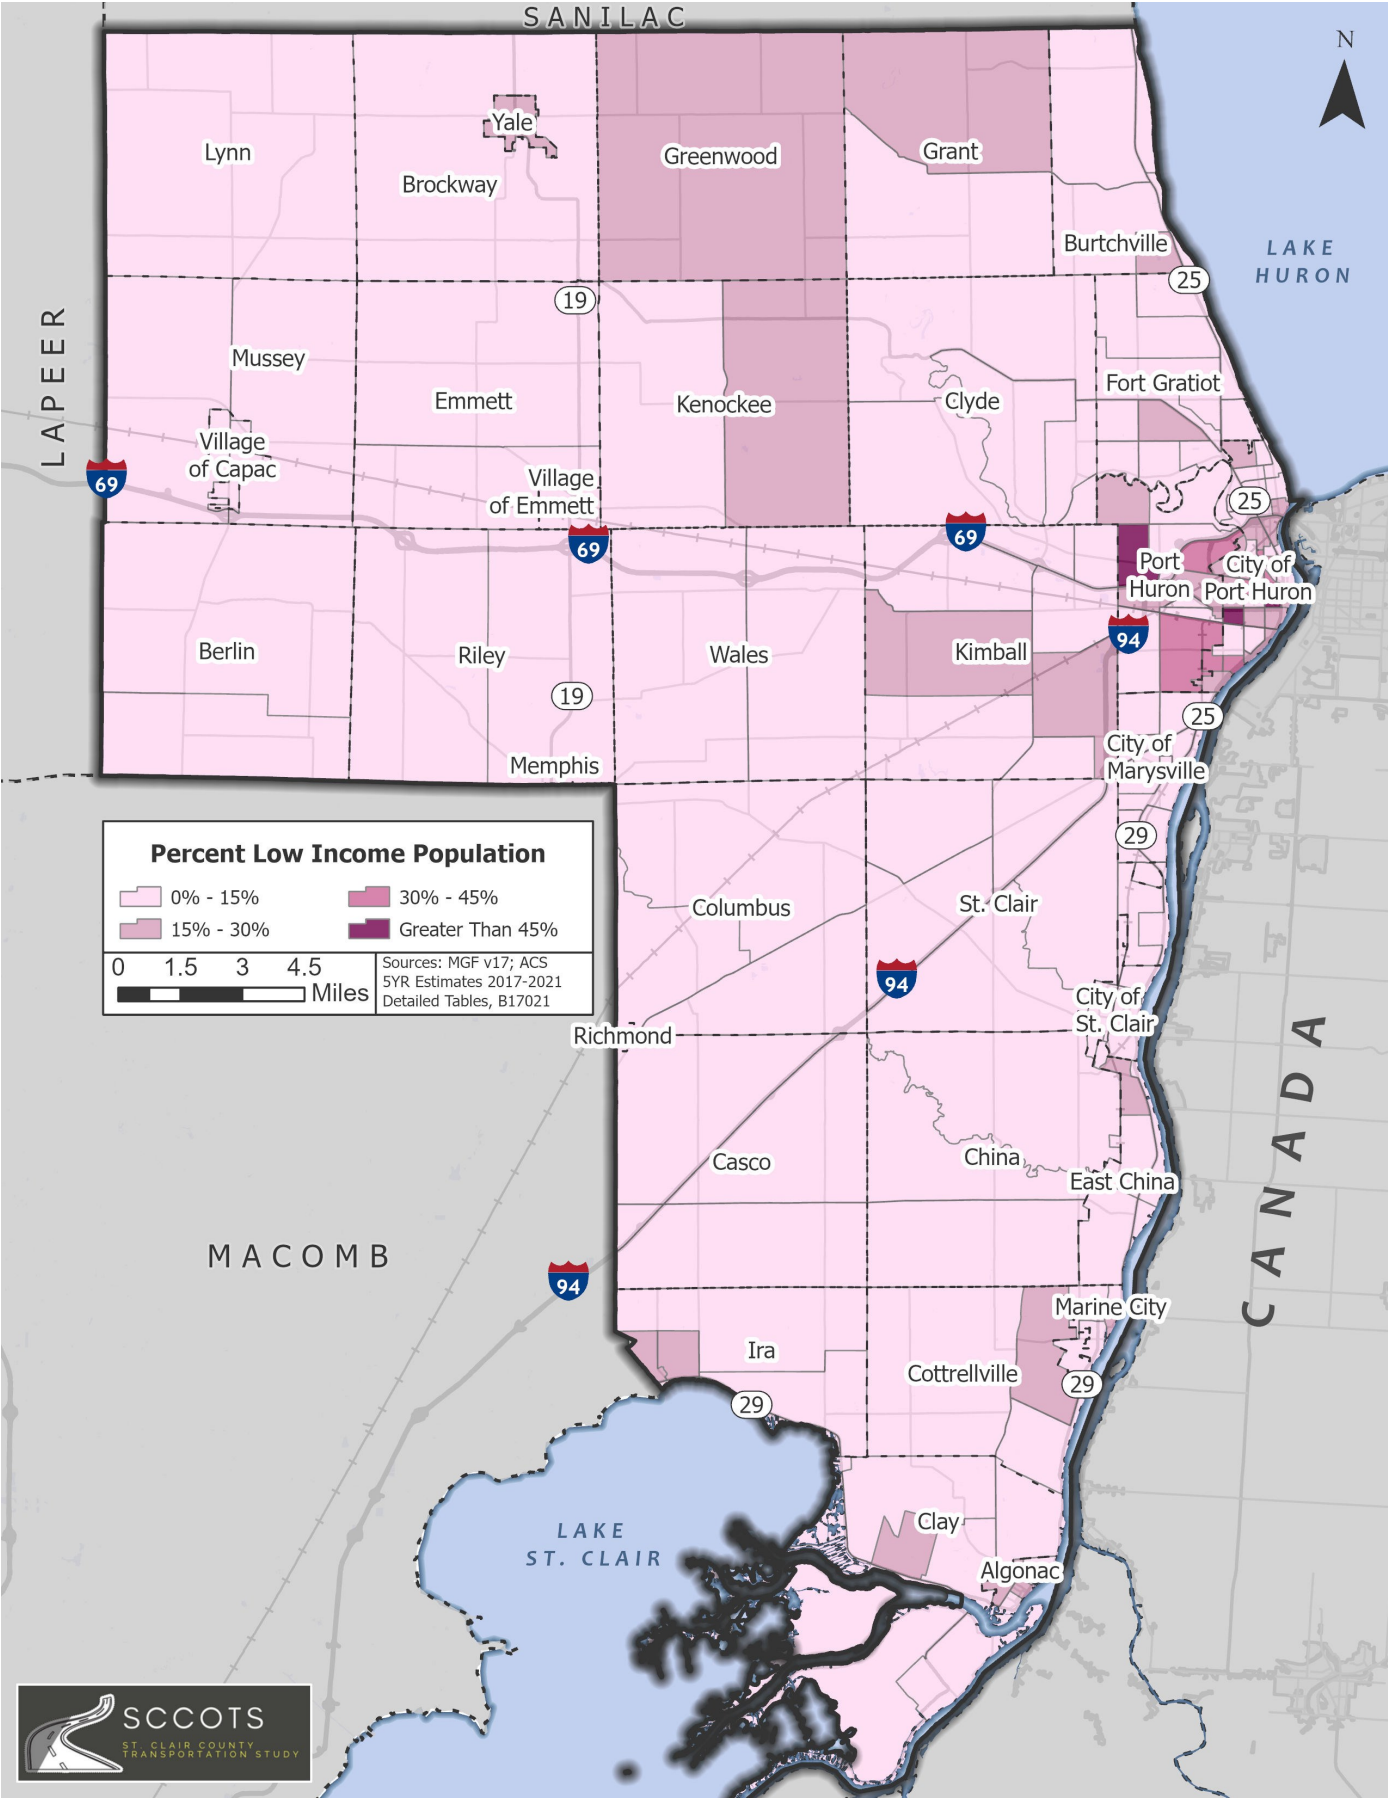 SANILAC
N
Yale
Lynn
Greenwood
Grant
Brockway
Burtchville
LAKE
HURON
25
19
LAPEER
Mussey
Emmett
Kenockee
Clyde
Fort Gratiot
Village
of Capac
69
Village
of Emmett
25
69
69
Port
Huron
City of
Port Huron
94
Berlin
Riley
Wales
Kimball
19
25
Memphis
City of
Marysville
29
Percent Low Income Population
0% - 15%
30% - 45%
15% - 30%
Greater Than 45%
0 1.5 3 4.5
Miles
Sources: MGF v17; ACS
5YR Estimates 2017-2021
Detailed Tables, B17021
Columbus
St. Clair
94
City of
St. Clair
Richmond
CANADA
Casco
China
East China
MACOMB
94
Marine City
Ira
Cottrellville
29
29
Clay
LAKE
ST. CLAIR
Algonac
SCCOTS
ST. CLAIR COUNTY
TRANSPORTATION STUDY